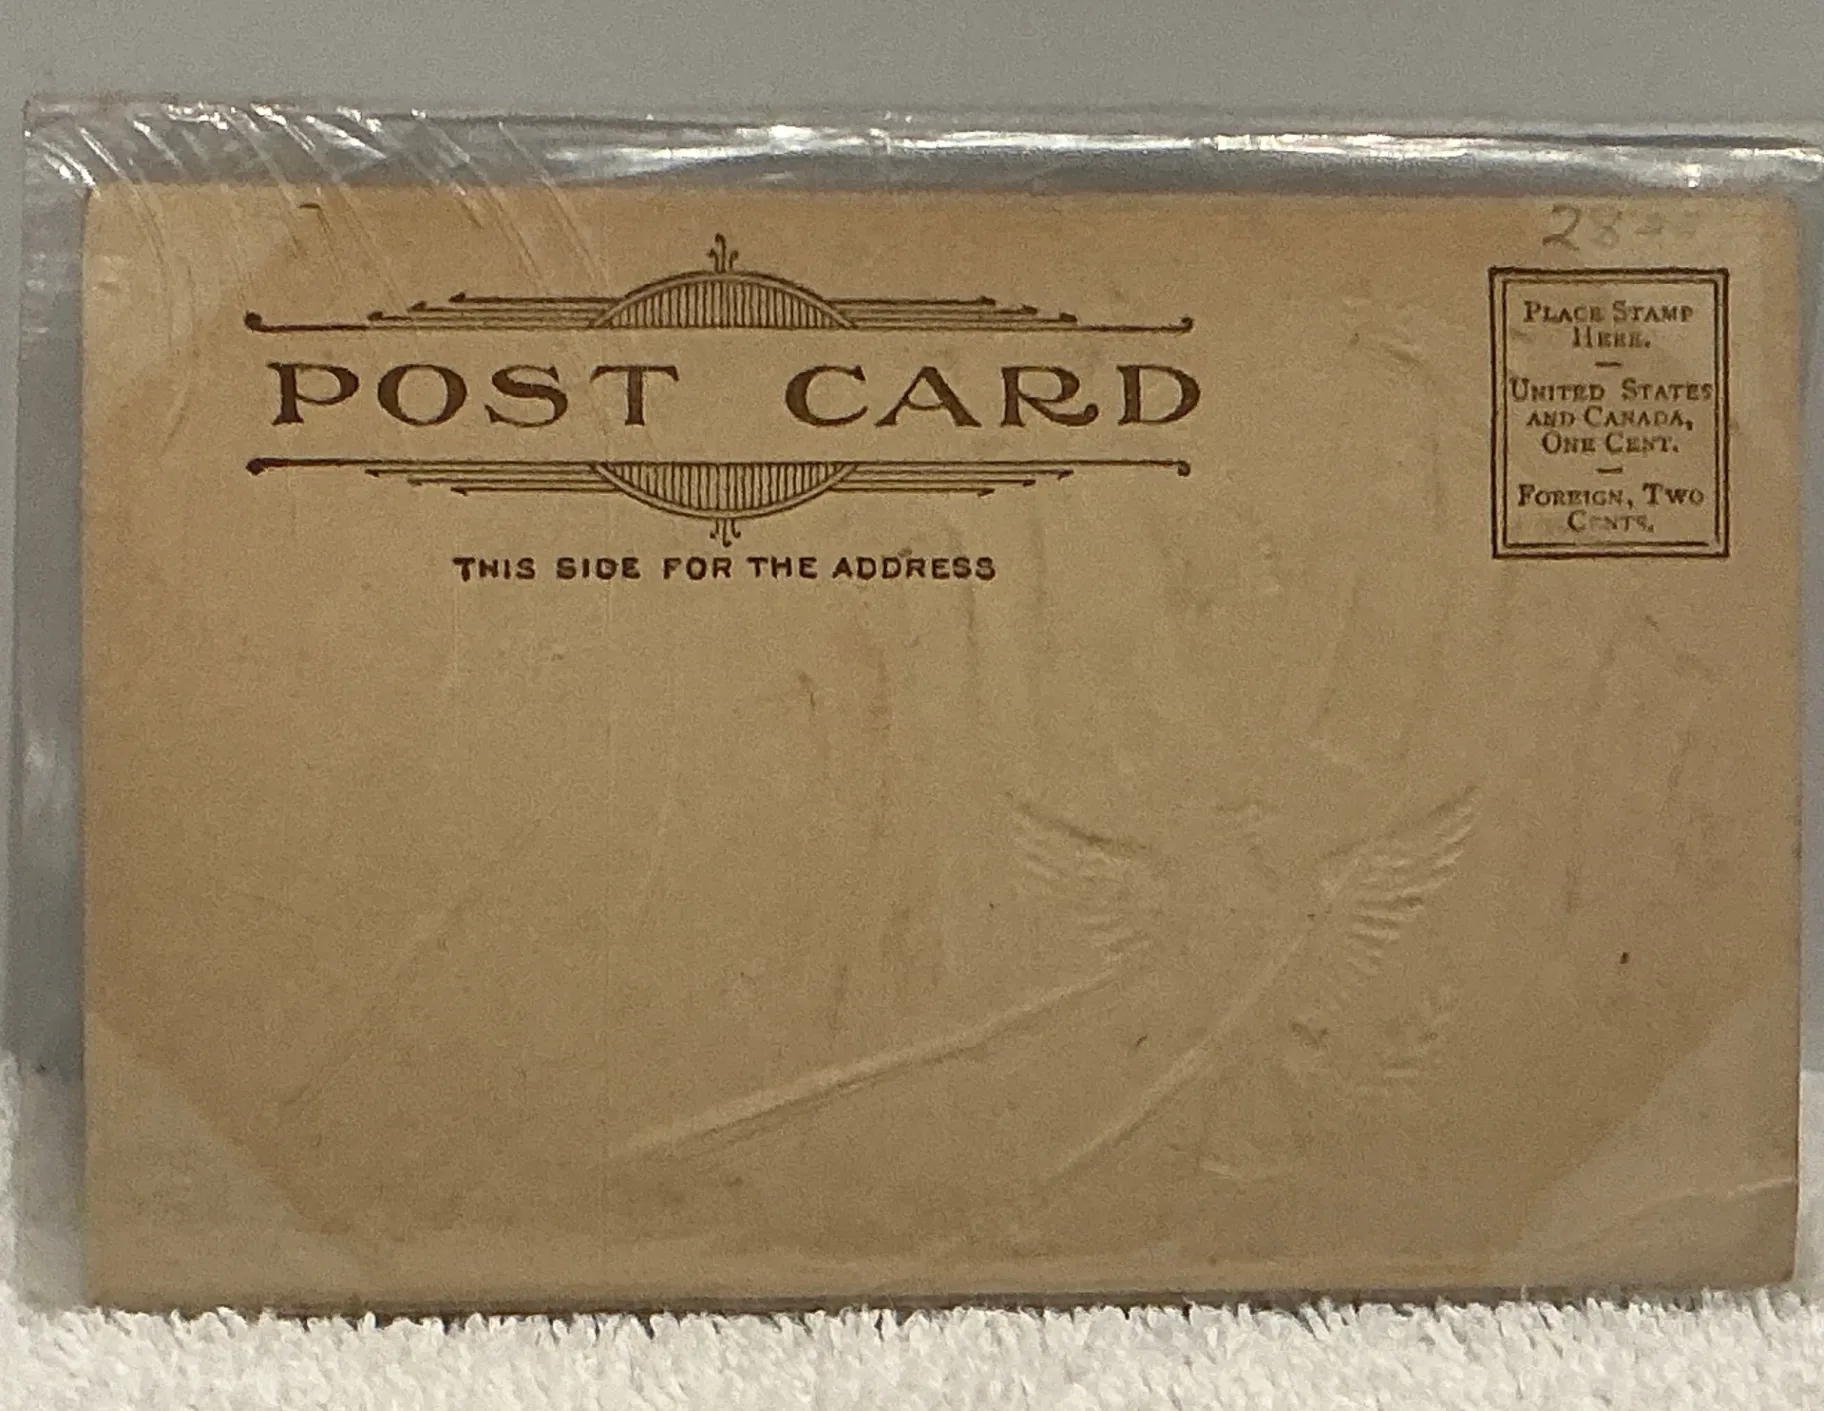 28
POST CARD
THIS SIDE FOR THE ADDRESS
PLACE STAMP
HERE.
UNITED STATES
AND CANADA,
ONE CENT.
FOREIGN, TWO
CENTS.